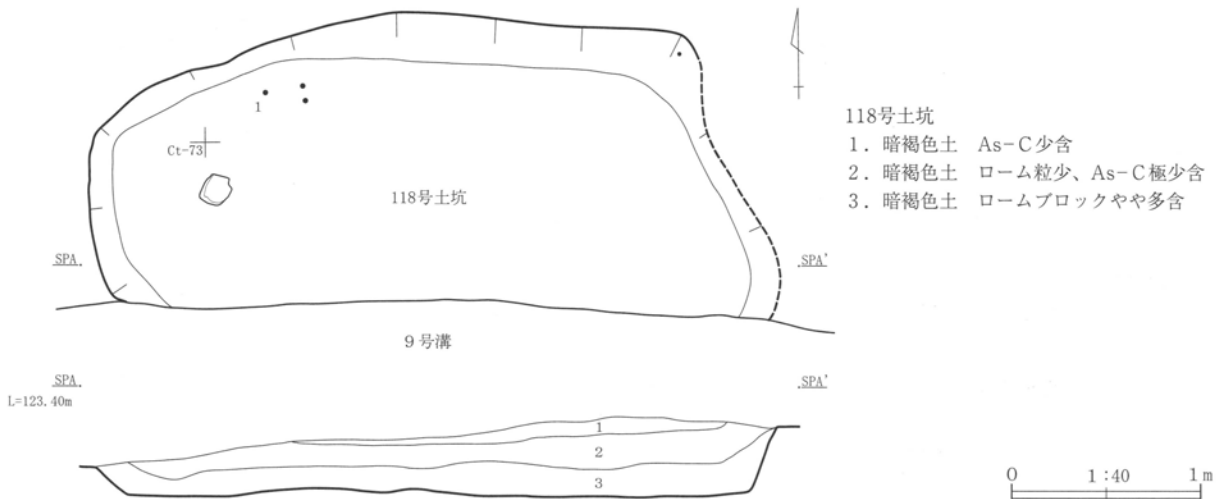 118号土坑
1. 暗褐色土 As-C少含
2. 暗褐色土 ローム粒少、As-C極少含
3. 暗褐色土 ロームブロックやや多含
1
Ct-73
118号土坑
SPA
SPA'
9号溝
SPA
SPA'
L=123.40m
1
2
3
0 1:40 1m